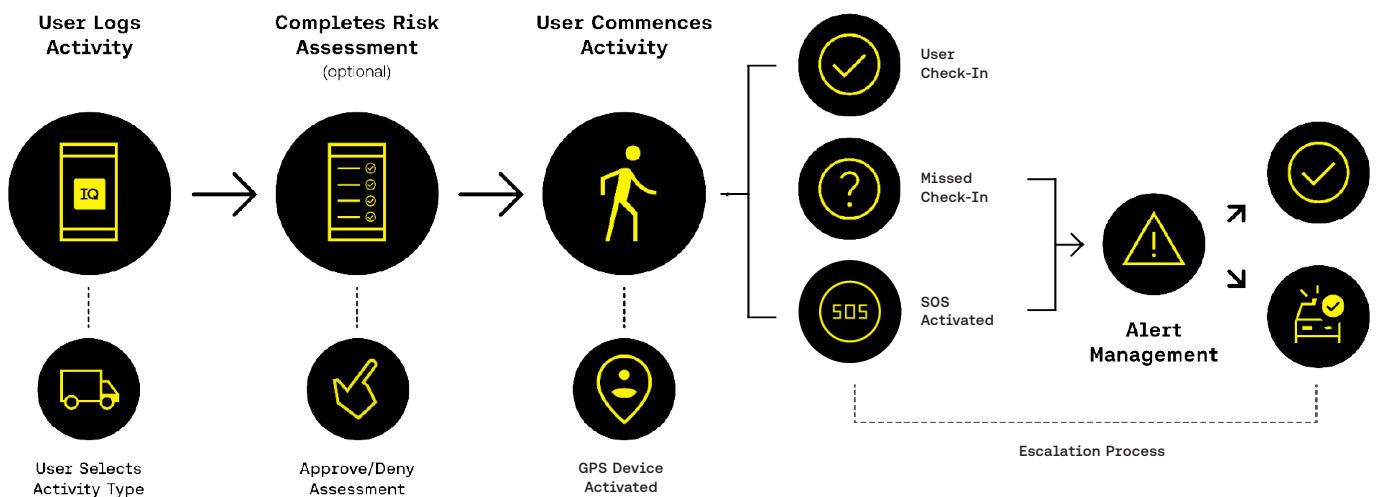 User Logs
Activity
Completes Risk
Assessment
(optional)
User Commences
Activity
User
Check-In
Missed
Check-In
IQ
SOS
SOS
Activated
Alert
Management
User Selects
Activity Type
Approve/Deny
Assessment
GPS Device
Activated
Escalation Process